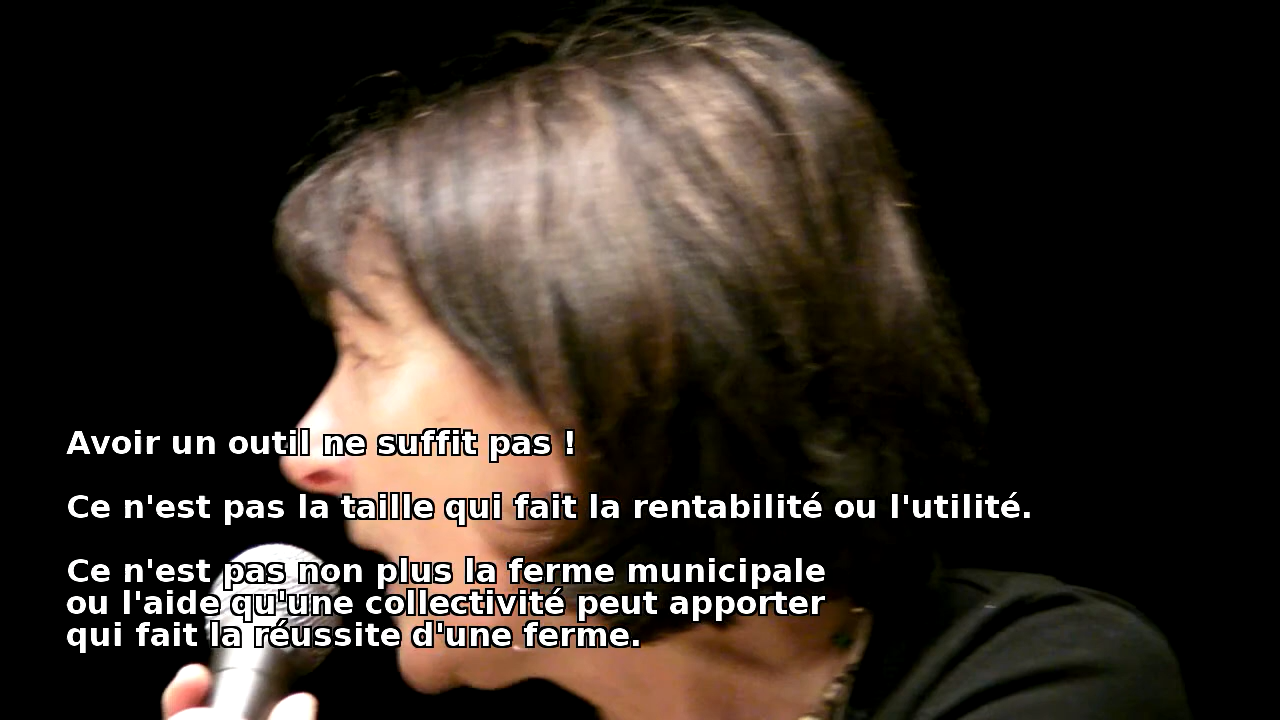 Avoir un outil ne suffit pas !
Ce n'est pas la taille qui fait la rentabilité ou l'utilité.
Ce n'est pas non plus la ferme municipale
ou l'aide qu'une collectivité peut apporter
qui fait la réussite d'une ferme.